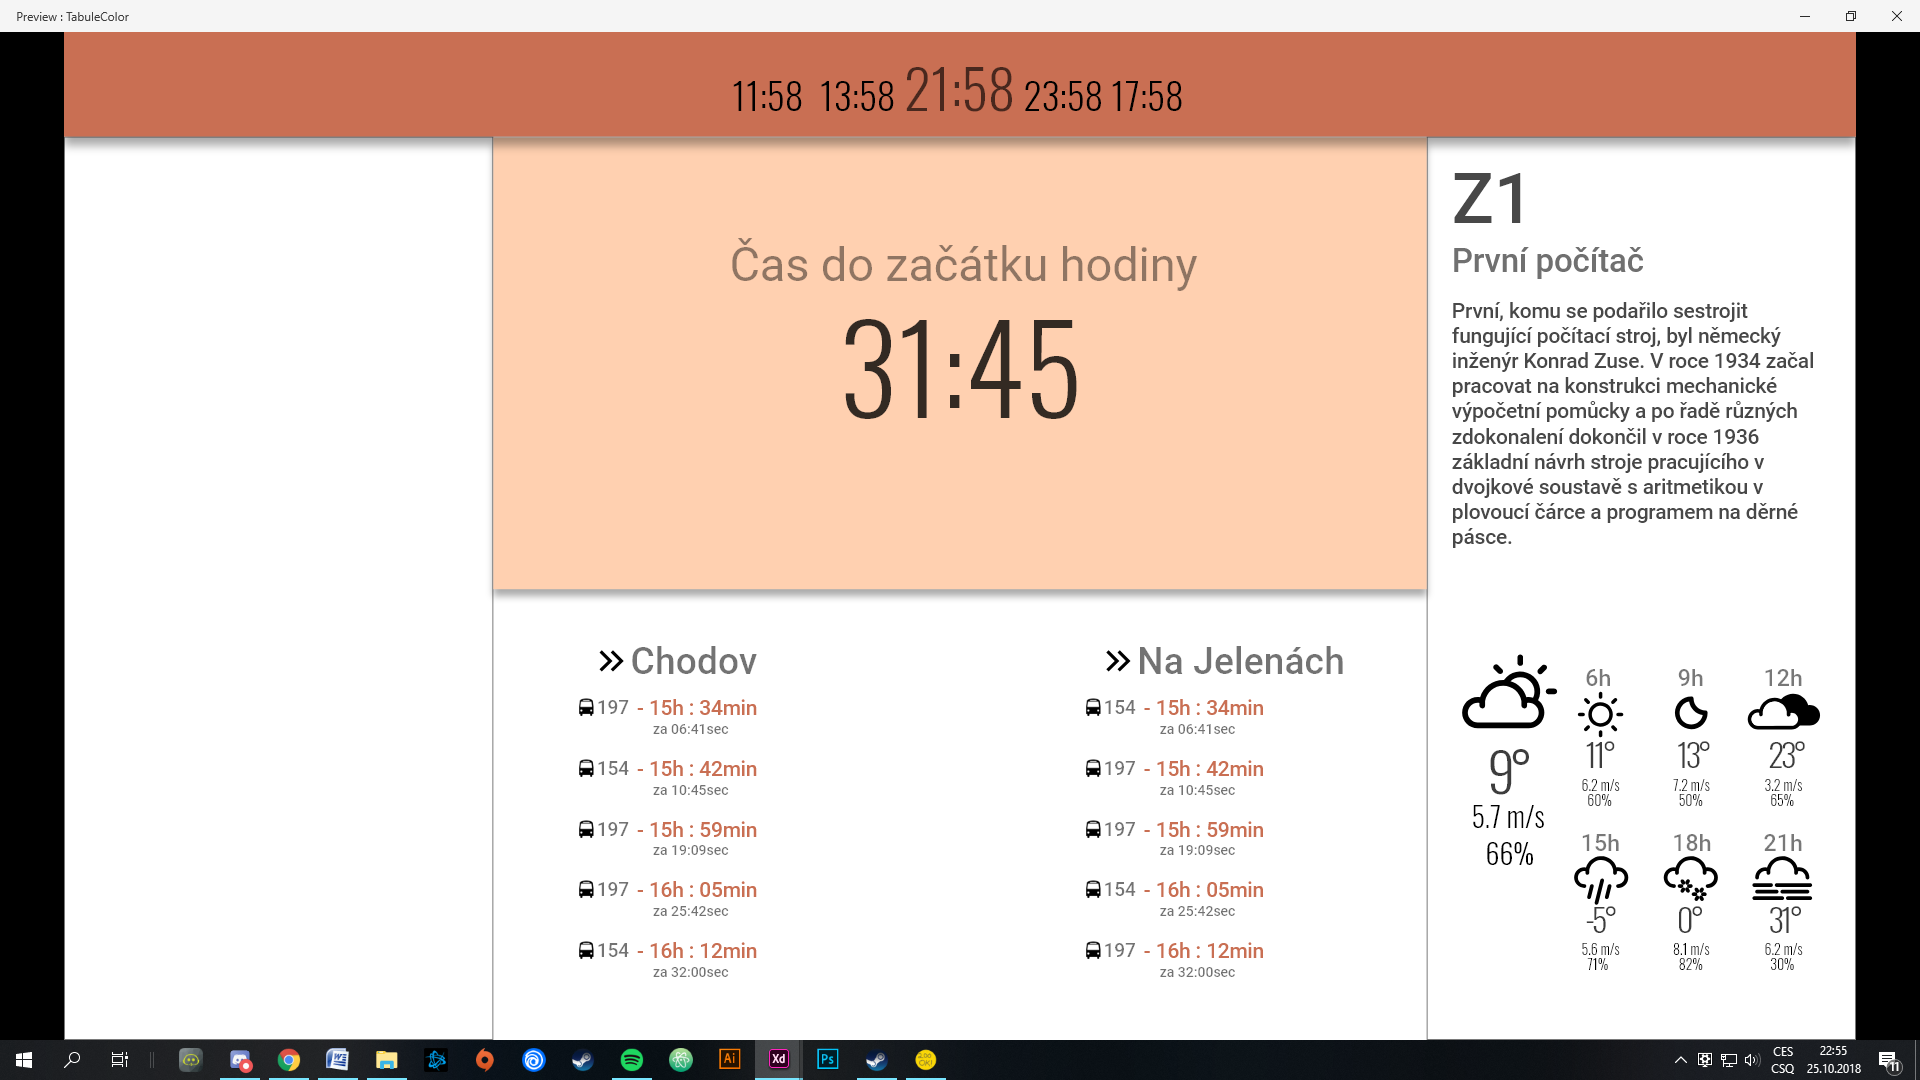 Preview : TabuleColor
11:58 13:58 21:58 23:58 17:58
Čas do začátku hodiny
31:45
Chodov
197 - 15h : 34min
za 06:41sec
154 - 15h : 42min
za 10:45sec
197 - 15h : 59min
za 19:09sec
197 - 16h : 05min
za 25:42sec
154 - 16h : 12min
za 32:00sec
Na Jelenách
154 - 15h : 34min
za 06:41sec
197 - 15h : 42min
za 10:45sec
197 - 15h : 59min
za 19:09sec
154 - 16h : 05min
za 25:42sec
197 - 16h : 12min
za 32:00sec
Z1
První počítač
První, komu se podařilo sestrojit
fungující počítací stroj, byl německý
inženýr Konrad Zuse. V roce 1934 začal
pracovat na konstrukci mechanické
výpočetní pomůcky a po řadě různých
zdokonalení dokončil v roce 1936
základní návrh stroje pracujícího v
dvojkové soustavě s aritmetikou v
plovoucí čárce a programem na děrné
pásce.
9°
5.7 m/s
66%
6h
11°
6.2 m/s
60%
9h
13°
7.2 m/s
50%
12h
23°
3.2 m/s
65%
15h
-5°
5.6 m/s
71%
18h
0°
8.1 m/s
82%
21h
31°
6.2 m/s
30%
Ai
Xd
Ps
CES
CSQ
22:55
25.10.2018
11